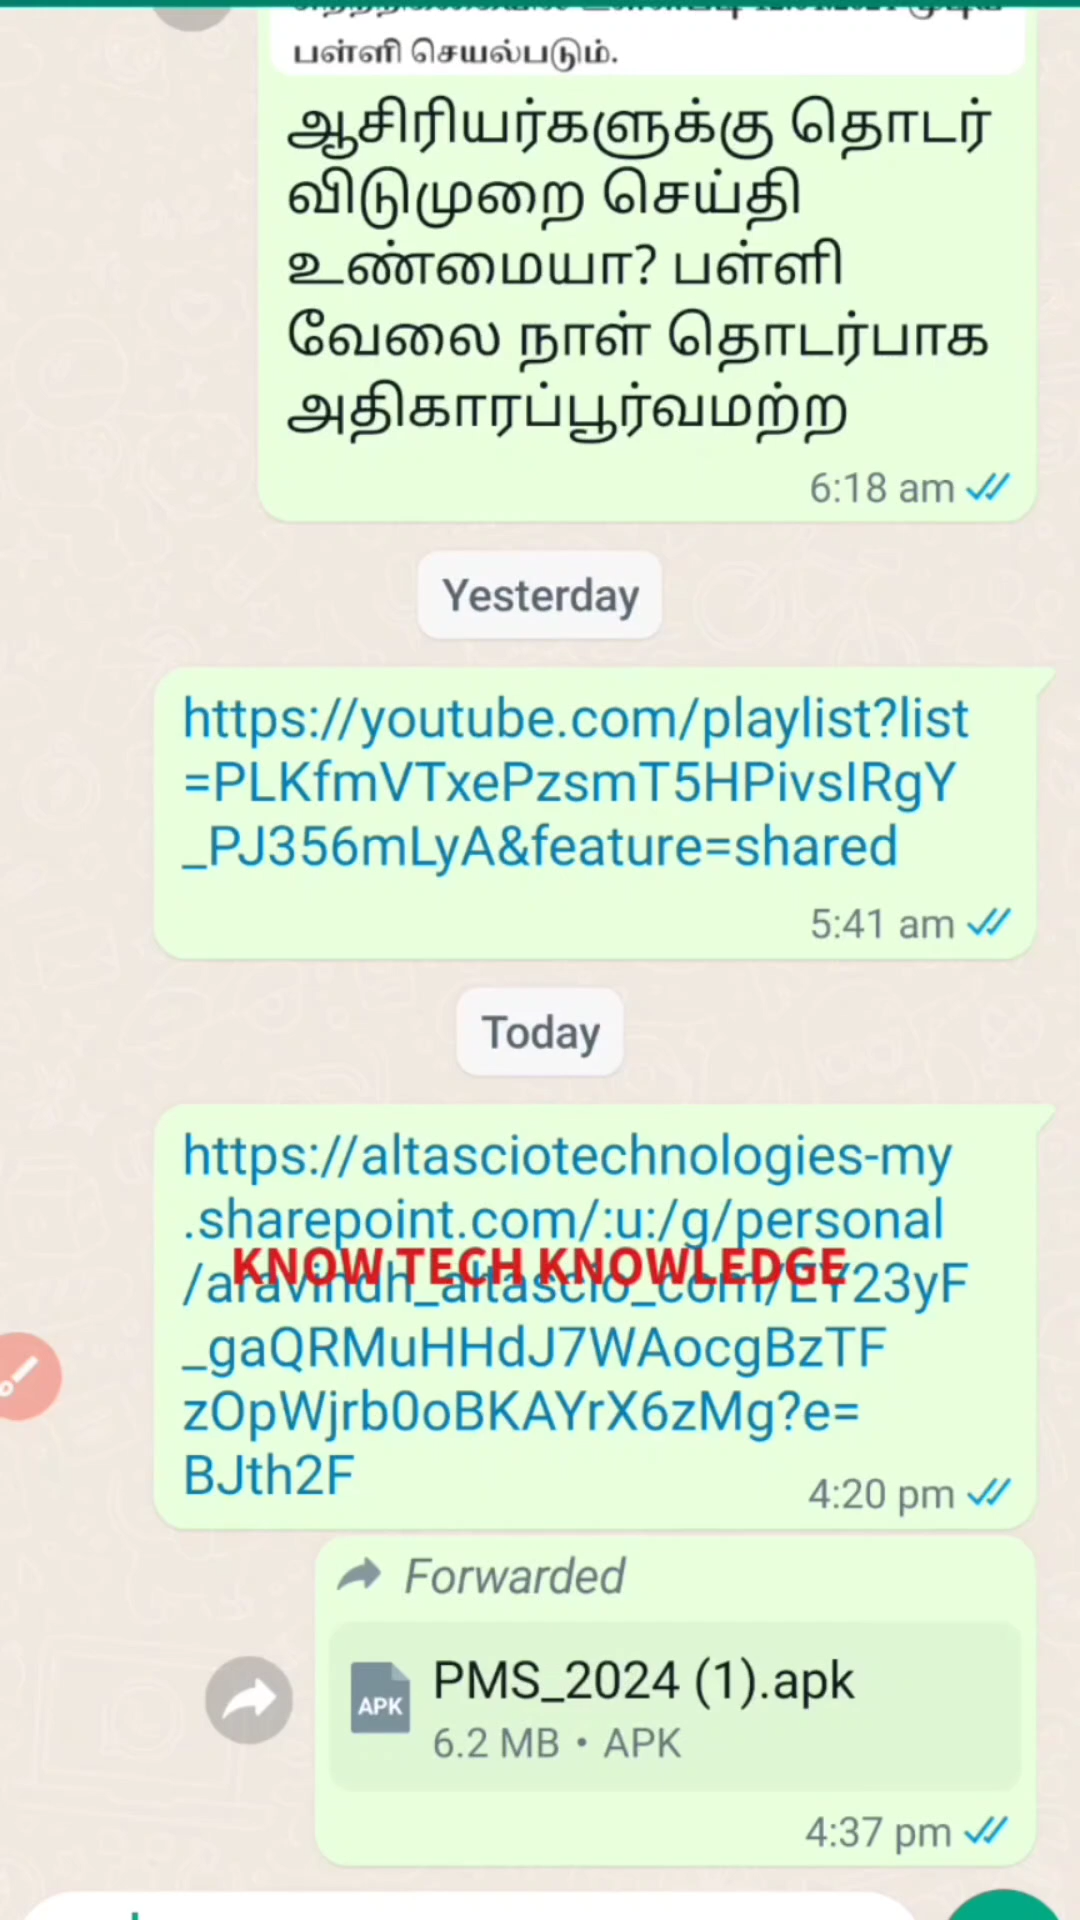 பள்ளி செயல்படும்.
ஆசிரியர்களுக்கு தொடர்
விடுமுறை செய்தி
உண்மையா? பள்ளி
வேலை நாள் தொடர்பாக
அதிகாரப்பூர்வமற்ற
6:18 am
Yesterday
https://youtube.com/playlist?list
=PLKfmVTxePzsmT5HPivsIRgY
_PJ356mLyA&feature=shared
5:41 am
Today
https://altasciotechnologies-my
.sharepoint.com/:u:/g/personal
KNOW TECH KNOWLEDGE
/aravindh_altascio_com/EY23yF
_gaQRMuHHdJ7WAocgBzTF
zOpWjrb0oBKAYrX6zMg?e=
BJth2F
4:20 pm
Forwarded
APK
PMS_2024 (1).apk
6.2 MB • APK
4:37 pm